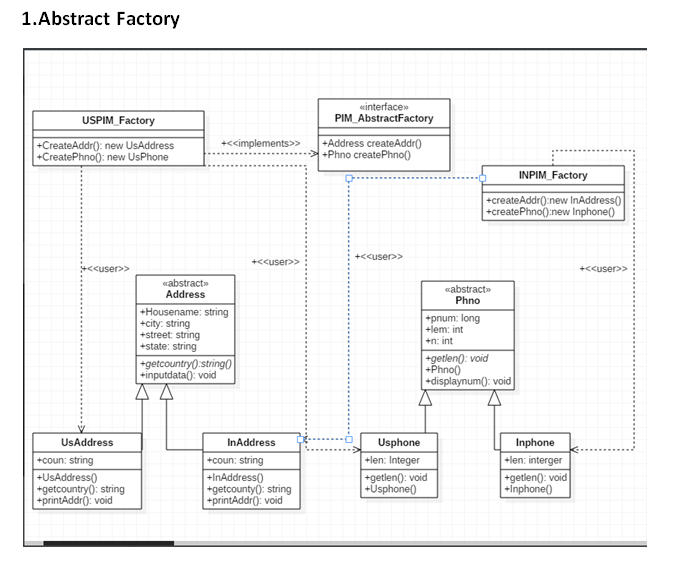 1.Abstract Factory
«interface»
PIM_AbstractFactory
+Address createAddr()
+Phno createPhno()
USPIM_Factory
+CreateAddr(): new UsAddress
+CreatePhno(): new UsPhone
+<<implements>>
INPIM_Factory
+createAddr():new InAddress()
+createPhno():new Inphone()
+<<user>>
+<<user>>
+<<user>>
+<<user>>
«abstract»
Address
+Housename: string
+city: string
+street: string
+state: string
+getcountry():string()
+inputdata(): void
«abstract»
Phno
+pnum: long
+lem: int
+n: int
+getlen(): void
+Phno()
+displaynum(): void
UsAddress
+coun: string
+UsAddress()
+getcountry(): string
+printAddr(): void
InAddress
+coun: string
+InAddress()
+getcounty(): string
+printAddr(): void
Usphone
+len: Integer
+getlen(): void
+Usphone()
Inphone
+len: interger
+getlen(): void
+Inphone()